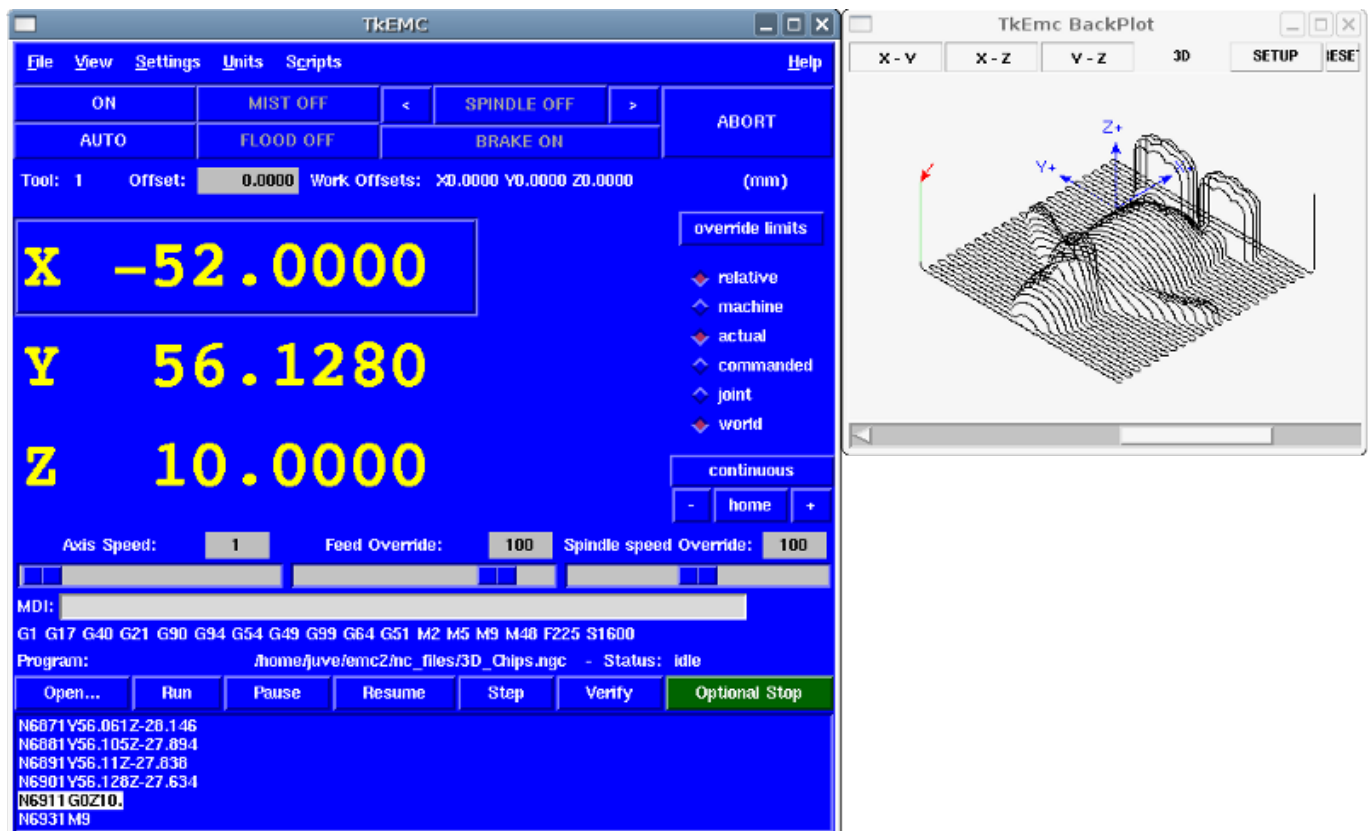 TkEMC
File View Settings Units Scripts Help
ON MIST OFF < SPINDLE OFF > ABORT
AUTO FLOOD OFF BRAKE ON
Tool: 1 Offset: 0.0000 Work Offsets: X0.0000 Y0.0000 Z0.0000 (mm)
override limits
X -52.0000
relative
machine
actual
Y 56.1280
commanded
joint
world
Z 10.0000
continuous
- home +
Axis Speed: 1 Feed Override: 100 Spindle speed Override: 100
MDI:
G1 G17 G40 G21 G90 G94 G54 G49 G99 G64 G51 M2 M5 M9 M48 F225 S1600
Program: /home/juve/emc2/nc_files/3D_Chips.ngc - Status: idle
Open... Run Pause Resume Step Verify Optional Stop
N6871Y56.061Z-28.146
N6881Y56.105Z-27.894
N6891Y56.11Z-27.838
N6901Y56.128Z-27.634
N6911G0Z10.
N6931M9
TkEmc BackPlot
X - Y X - Z Y - Z 3D SETUP RESET
Z+
Y+ X+